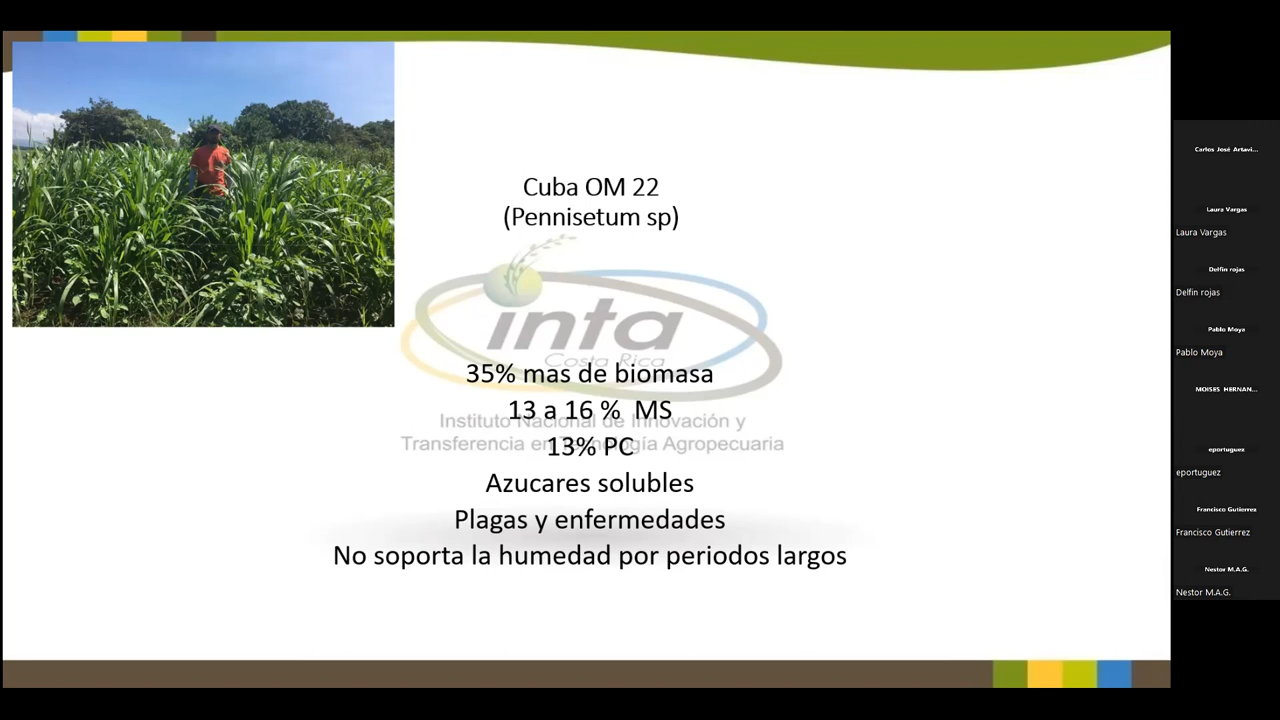 Cuba OM 22
(Pennisetum sp)
inta
Costa Rica
35% mas de biomasa
13 a 16 %  MS
Instituto Nacional de Innovación y
Transferencia en Tecnología Agropecuaria
13% PC
Azucares solubles
Plagas y enfermedades
No soporta la humedad por periodos largos
Carlos José Artavi...
Laura Vargas
Laura Vargas
Delfin rojas
Delfin rojas
Pablo Moya
Pablo Moya
MOISES HERNAN...
eportuguez
eportuguez
Francisco Gutierrez
Francisco Gutierrez
Nestor M.A.G.
Nestor M.A.G.